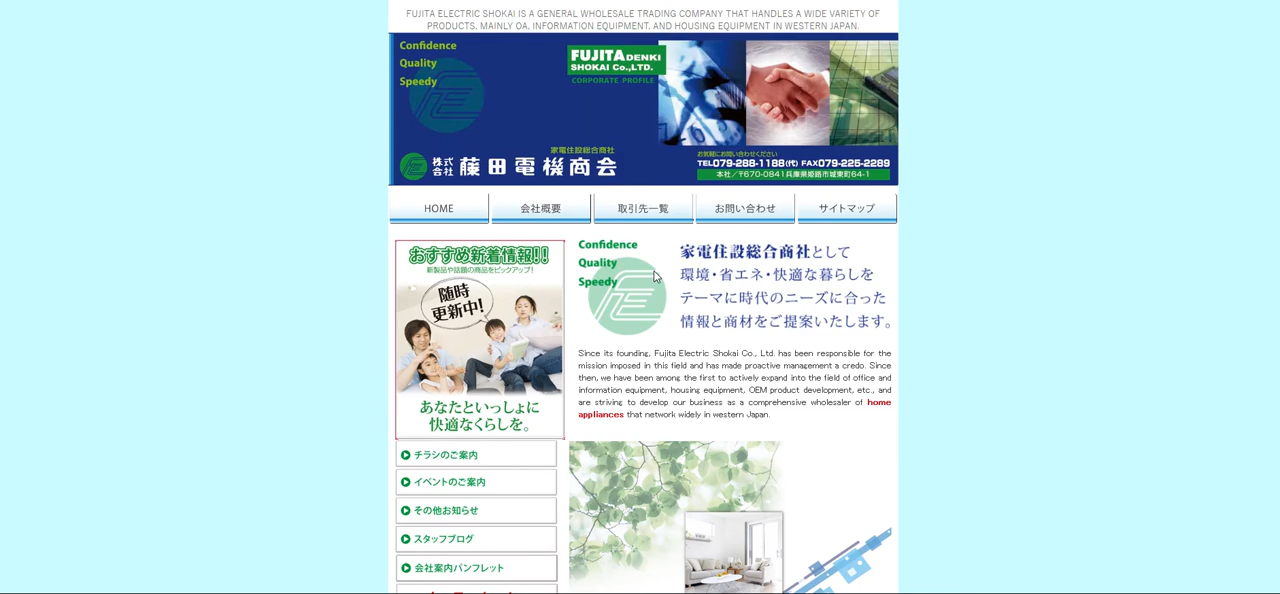 FUJITA ELECTRIC SHOKAI IS A GENERAL WHOLESALE TRADING COMPANY THAT HANDLES A WIDE VARIETY OF
PRODUCTS, MAINLY OA, INFORMATION EQUIPMENT, AND HOUSING EQUIPMENT IN WESTERN JAPAN.
Confidence
Quality
Speedy
FUJITA DENKI
SHOKAI Co.,LTD.
CORPORATE PROFILE
家電住設総合商社
株式会社 藤田電機商会
お気軽にお問い合わせください
TEL079-288-1188(代) FAX079-225-2289
本社/〒670-0841兵庫県姫路市城東町64-1
HOME 会社概要 取引先一覧 お問い合わせ サイトマップ
おすすめ新着情報!!
新製品や話題の商品をピックアップ!
随時
更新中!
あなたといっしょに
快適なくらしを。
チラシのご案内
イベントのご案内
その他お知らせ
スタッフブログ
会社案内パンフレット
Confidence
Quality
Speedy
家電住設総合商社として
環境・省エネ・快適な暮らしを
テーマに時代のニーズに合った
情報と商材をご提案いたします。
Since its founding, Fujita Electric Shokai Co., Ltd. has been responsible for the
mission imposed in this field and has made proactive management a credo. Since
then, we have been among the first to actively expand into the field of office and
information equipment, housing equipment, OEM product development, etc., and
are striving to develop our business as a comprehensive wholesaler of home
appliances that network widely in western Japan.